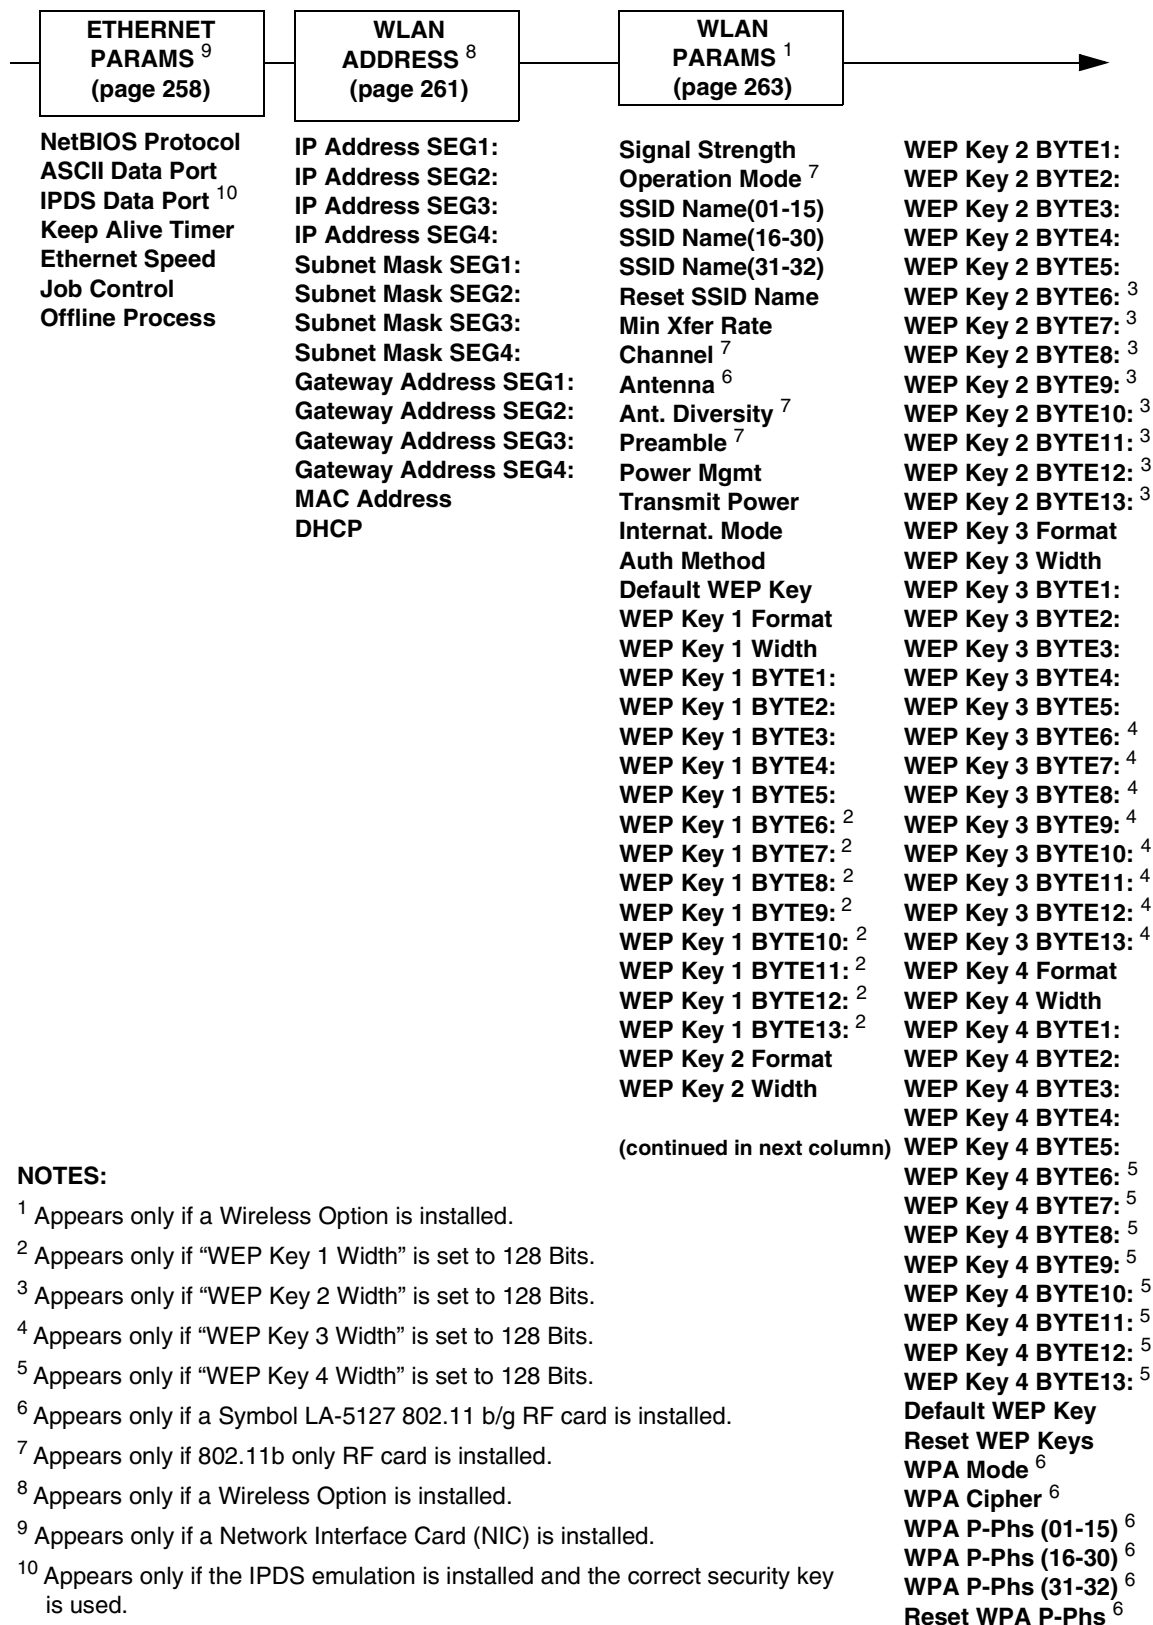 ETHERNET
PARAMS 9
(page 258)
WLAN
ADDRESS 8
(page 261)
WLAN
PARAMS 1
(page 263)
NetBIOS Protocol
ASCII Data Port
IPDS Data Port 10
Keep Alive Timer
Ethernet Speed
Job Control
Offline Process
IP Address SEG1:
IP Address SEG2:
IP Address SEG3:
IP Address SEG4:
Subnet Mask SEG1:
Subnet Mask SEG2:
Subnet Mask SEG3:
Subnet Mask SEG4:
Gateway Address SEG1:
Gateway Address SEG2:
Gateway Address SEG3:
Gateway Address SEG4:
MAC Address
DHCP
Signal Strength
Operation Mode 7
SSID Name(01-15)
SSID Name(16-30)
SSID Name(31-32)
Reset SSID Name
Min Xfer Rate
Channel 7
Antenna 6
Ant. Diversity 7
Preamble 7
Power Mgmt
Transmit Power
Internat. Mode
Auth Method
Default WEP Key
WEP Key 1 Format
WEP Key 1 Width
WEP Key 1 BYTE1:
WEP Key 1 BYTE2:
WEP Key 1 BYTE3:
WEP Key 1 BYTE4:
WEP Key 1 BYTE5:
WEP Key 1 BYTE6: 2
WEP Key 1 BYTE7: 2
WEP Key 1 BYTE8: 2
WEP Key 1 BYTE9: 2
WEP Key 1 BYTE10: 2
WEP Key 1 BYTE11: 2
WEP Key 1 BYTE12: 2
WEP Key 1 BYTE13: 2
WEP Key 2 Format
WEP Key 2 Width
(continued in next column)
WEP Key 2 BYTE1:
WEP Key 2 BYTE2:
WEP Key 2 BYTE3:
WEP Key 2 BYTE4:
WEP Key 2 BYTE5:
WEP Key 2 BYTE6: 3
WEP Key 2 BYTE7: 3
WEP Key 2 BYTE8: 3
WEP Key 2 BYTE9: 3
WEP Key 2 BYTE10: 3
WEP Key 2 BYTE11: 3
WEP Key 2 BYTE12: 3
WEP Key 2 BYTE13: 3
WEP Key 3 Format
WEP Key 3 Width
WEP Key 3 BYTE1:
WEP Key 3 BYTE2:
WEP Key 3 BYTE3:
WEP Key 3 BYTE4:
WEP Key 3 BYTE5:
WEP Key 3 BYTE6: 4
WEP Key 3 BYTE7: 4
WEP Key 3 BYTE8: 4
WEP Key 3 BYTE9: 4
WEP Key 3 BYTE10: 4
WEP Key 3 BYTE11: 4
WEP Key 3 BYTE12: 4
WEP Key 3 BYTE13: 4
WEP Key 4 Format
WEP Key 4 Width
WEP Key 4 BYTE1:
WEP Key 4 BYTE2:
WEP Key 4 BYTE3:
WEP Key 4 BYTE4:
WEP Key 4 BYTE5:
WEP Key 4 BYTE6: 5
WEP Key 4 BYTE7: 5
WEP Key 4 BYTE8: 5
WEP Key 4 BYTE9: 5
WEP Key 4 BYTE10: 5
WEP Key 4 BYTE11: 5
WEP Key 4 BYTE12: 5
WEP Key 4 BYTE13: 5
Default WEP Key
Reset WEP Keys
WPA Mode 6
WPA Cipher 6
WPA P-Phs (01-15) 6
WPA P-Phs (16-30) 6
WPA P-Phs (31-32) 6
Reset WPA P-Phs 6
NOTES:
1 Appears only if a Wireless Option is installed.
2 Appears only if “WEP Key 1 Width” is set to 128 Bits.
3 Appears only if “WEP Key 2 Width” is set to 128 Bits.
4 Appears only if “WEP Key 3 Width” is set to 128 Bits.
5 Appears only if “WEP Key 4 Width” is set to 128 Bits.
6 Appears only if a Symbol LA-5127 802.11 b/g RF card is installed.
7 Appears only if 802.11b only RF card is installed.
8 Appears only if a Wireless Option is installed.
9 Appears only if a Network Interface Card (NIC) is installed.
10 Appears only if the IPDS emulation is installed and the correct security key
is used.